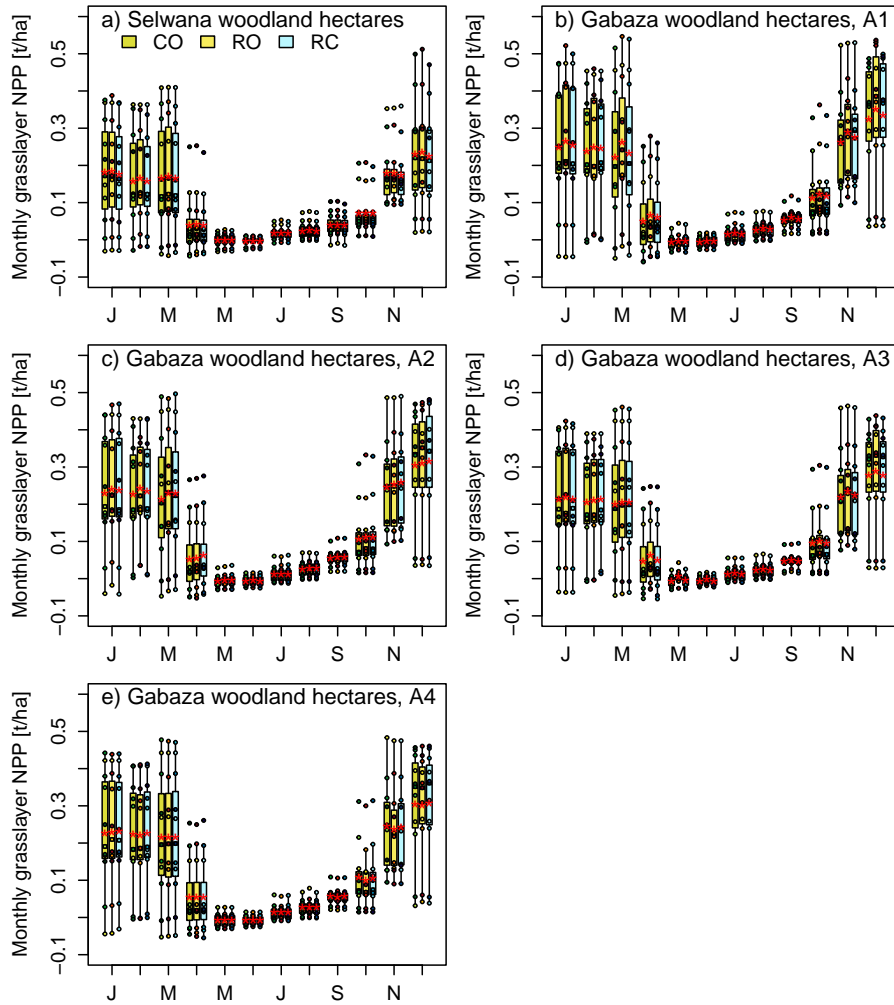 a) Selwana woodland hectares
CO RO RC
Monthly grasslayer NPP [t/ha]
0.5
0.3
0.1
−0.1
J M M J S N
b) Gabaza woodland hectares, A1
Monthly grasslayer NPP [t/ha]
0.5
0.3
0.1
−0.1
J M M J S N
c) Gabaza woodland hectares, A2
Monthly grasslayer NPP [t/ha]
0.5
0.3
0.1
−0.1
J M M J S N
d) Gabaza woodland hectares, A3
Monthly grasslayer NPP [t/ha]
0.5
0.3
0.1
−0.1
J M M J S N
e) Gabaza woodland hectares, A4
Monthly grasslayer NPP [t/ha]
0.5
0.3
0.1
−0.1
J M M J S N